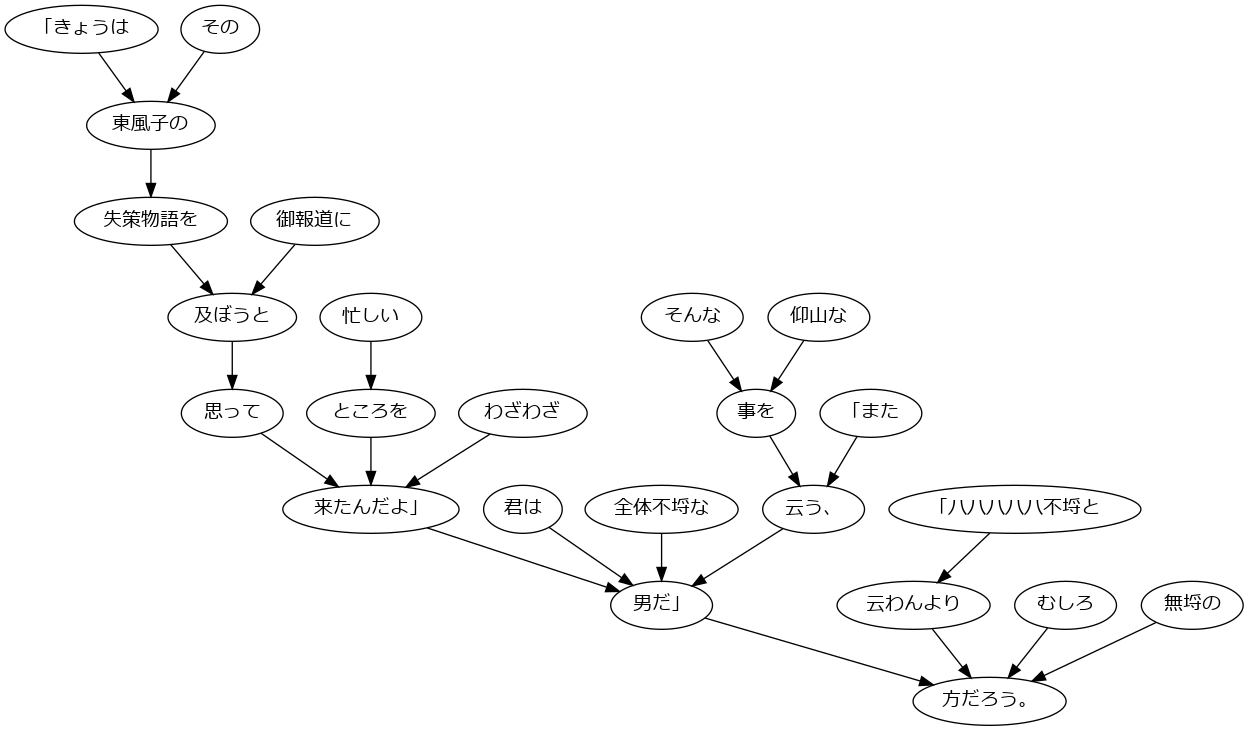 「きょうは
その
東風子の
失策物語を
御報道に
及ぼうと
忙しい
そんな
仰山な
思って
ところを
わざわざ
事を
「また
来たんだよ」
君は
全体不埒な
云う、
「ハハハハハ不埒と
男だ」
云わんより
むしろ
無埒の
方だろう。